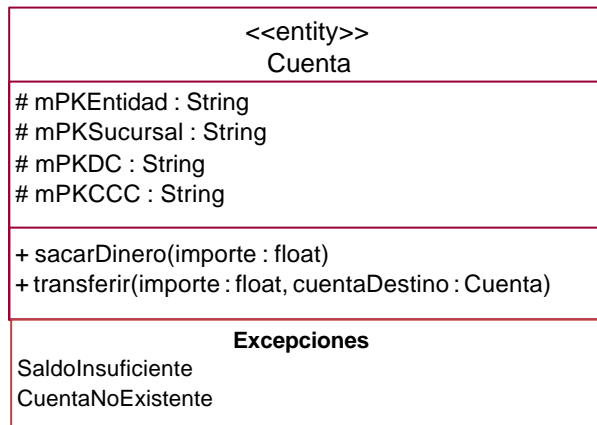 <<entity>>
Cuenta
# mPKEntidad : String
# mPKSucursal : String
# mPKDC : String
# mPKCCC : String
+ sacarDinero(importe : float)
+ transferir(importe : float, cuentaDestino : Cuenta)
Excepciones
SaldoInsuficiente
CuentaNoExistente